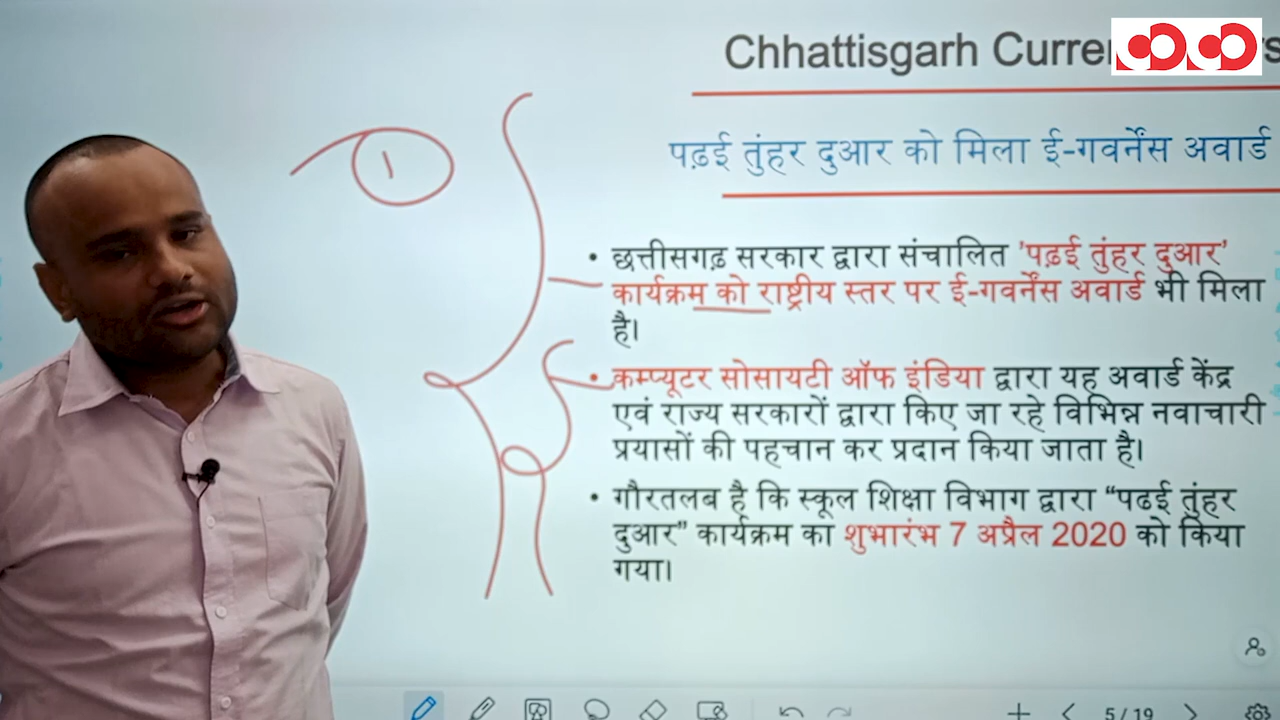 Chhattisgarh Curre
पढ़ई तुंहर दुआर को मिला ई-गवर्नेंस अवार्ड
1
• छत्तीसगढ़ सरकार द्वारा संचालित 'पढ़ई तुंहर दुआर'
कार्यक्रम को राष्ट्रीय स्तर पर ई-गवर्नेंस अवार्ड भी मिला
है।
• कम्प्यूटर सोसायटी ऑफ इंडिया द्वारा यह अवार्ड केंद्र
एवं राज्य सरकारों द्वारा किए जा रहे विभिन्न नवाचारी
प्रयासों की पहचान कर प्रदान किया जाता है।
• गौरतलब है कि स्कूल शिक्षा विभाग द्वारा “पढई तुंहर
दुआर” कार्यक्रम का शुभारंभ 7 अप्रैल 2020 को किया
गया।
5 / 19